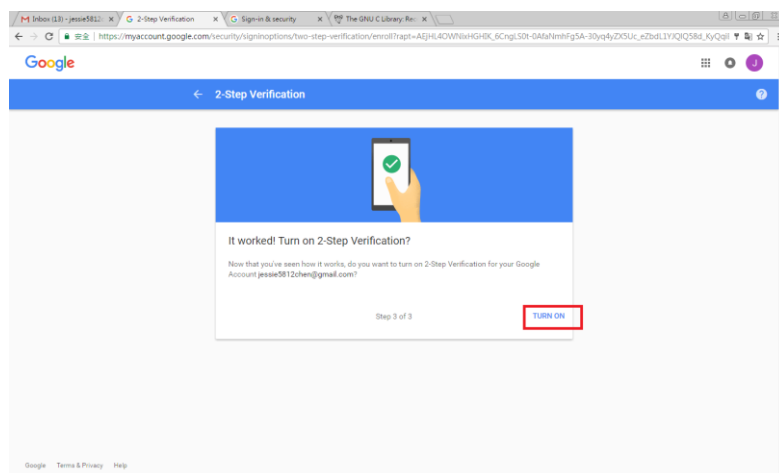 Inbox (13) - jessie5812
2-Step Verification
Sign-in & security
The GNU C Library: Re
安全 https://myaccount.google.com/security/signinoptions/two-step-verification/enroll?rapt=
Google
J
2-Step Verification
?
It worked! Turn on 2-Step Verification?
Now that you've seen how it works, do you want to turn on 2-Step Verification for your Google
Account jessie5812chen@gmail.com?
Step 3 of 3
TURN ON
Google Terms & Privacy Help